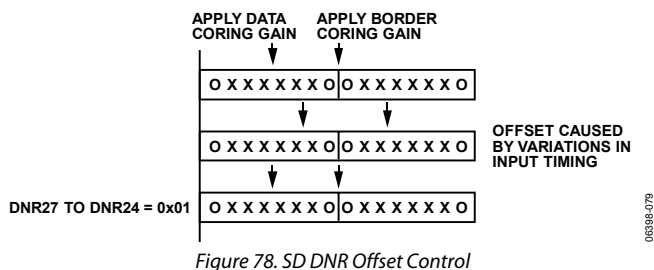 APPLY DATA
CORING GAIN
APPLY BORDER
CORING GAIN
O X X X X X X O O X X X X X X O
O X X X X X X O O X X X X X X O
OFFSET CAUSED
BY VARIATIONS IN
INPUT TIMING
DNR27 TO DNR24 = 0x01
O X X X X X X O O X X X X X X O
06398-079
Figure 78. SD DNR Offset Control